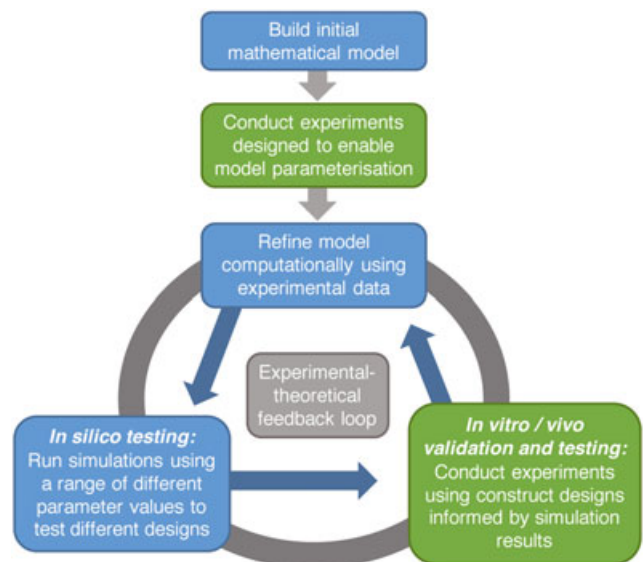 Build initial
mathematical model
Conduct experiments
designed to enable
model parameterisation
Refine model
computationally using
experimental data
Experimental-
theoretical
feedback loop
In silico testing:
Run simulations using
a range of different
parameter values to
test different designs
In vitro / vivo
validation and testing:
Conduct experiments
using construct designs
informed by simulation
results